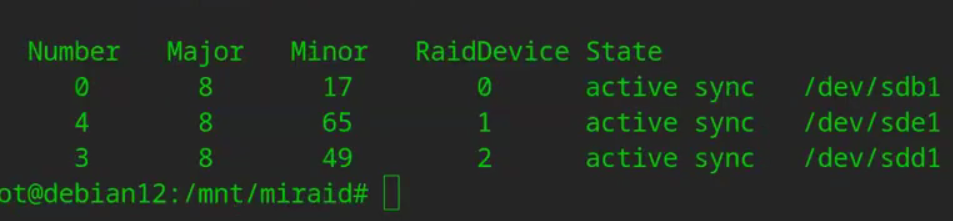 Number Major Minor RaidDevice State
0 8 17 0 active sync /dev/sdb1
4 8 65 1 active sync /dev/sde1
3 8 49 2 active sync /dev/sdd1
ot@debian12:/mnt/miraid#